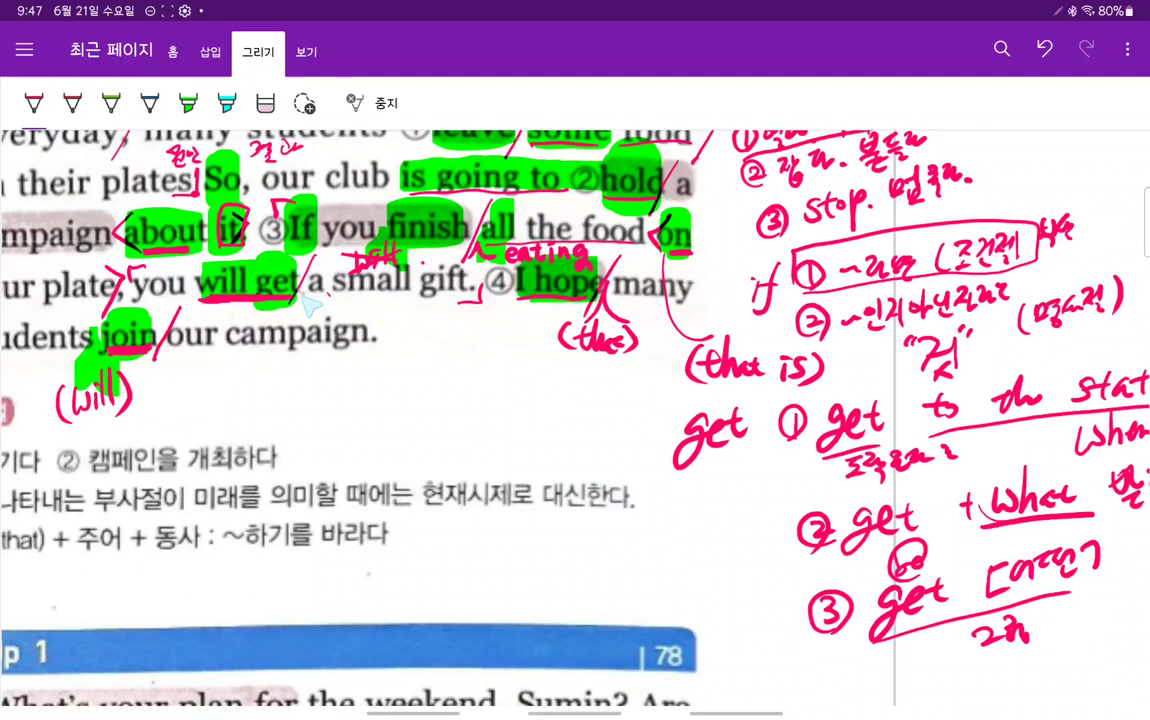 9:47 6월 21일 수요일 80%
최근 페이지 홈 삽입 그리기 보기
중지
veryday, many students ① leave some food
원인 결과
their plates. So, our club is going to ② hold a
mpaign about it. ③ If you finish all the food on
eating
ur plate, you will get a small gift. ④ I hope many
(that)
(that is)
udents join our campaign.
(will)
기다 ② 캠페인을 개최하다
나타내는 부사절이 미래를 의미할 때에는 현재시제로 대신한다.
that) + 주어 + 동사 : ~하기를 바라다
p 1 78
What's your plan for the weekend, Sumin? Are
②
③ stop. 멈추다.
if ① ~라면 (조건절)
② ~인지 아닌지 (명사절)
"것"
get ① get to the stat
when
② get + what
③ get